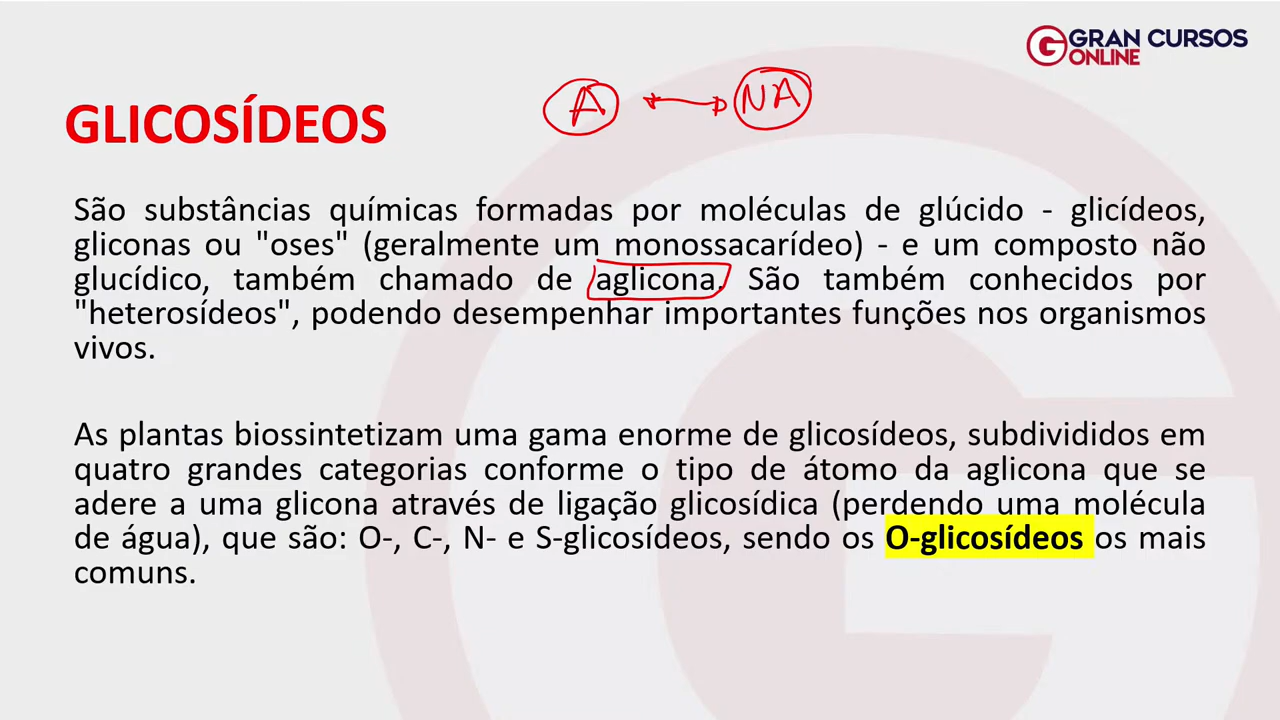 GRAN CURSOS
ONLINE
A NA
GLICOSÍDEOS
São substâncias químicas formadas por moléculas de glúcido - glicídeos,
gliconas ou "oses" (geralmente um monossacarídeo) - e um composto não
glucídico, também chamado de aglicona. São também conhecidos por
"heterosídeos", podendo desempenhar importantes funções nos organismos
vivos.
As plantas biossintetizam uma gama enorme de glicosídeos, subdivididos em
quatro grandes categorias conforme o tipo de átomo da aglicona que se
adere a uma glicona através de ligação glicosídica (perdendo uma molécula
de água), que são: O-, C-, N- e S-glicosídeos, sendo os O-glicosídeos os mais
comuns.